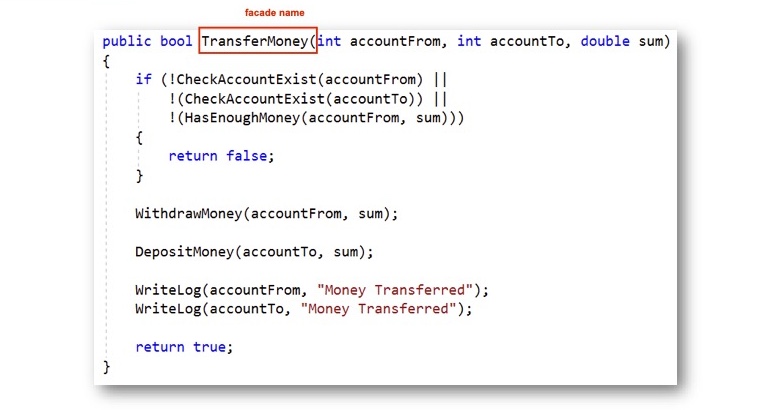 facade name
public bool TransferMoney(int accountFrom, int accountTo, double sum)
{
if (!CheckAccountExist(accountFrom) ||
!(CheckAccountExist(accountTo)) ||
!(HasEnoughMoney(accountFrom, sum)))
{
return false;
}
WithdrawMoney(accountFrom, sum);
DepositMoney(accountTo, sum);
WriteLog(accountFrom, "Money Transferred");
WriteLog(accountTo, "Money Transferred");
return true;
}